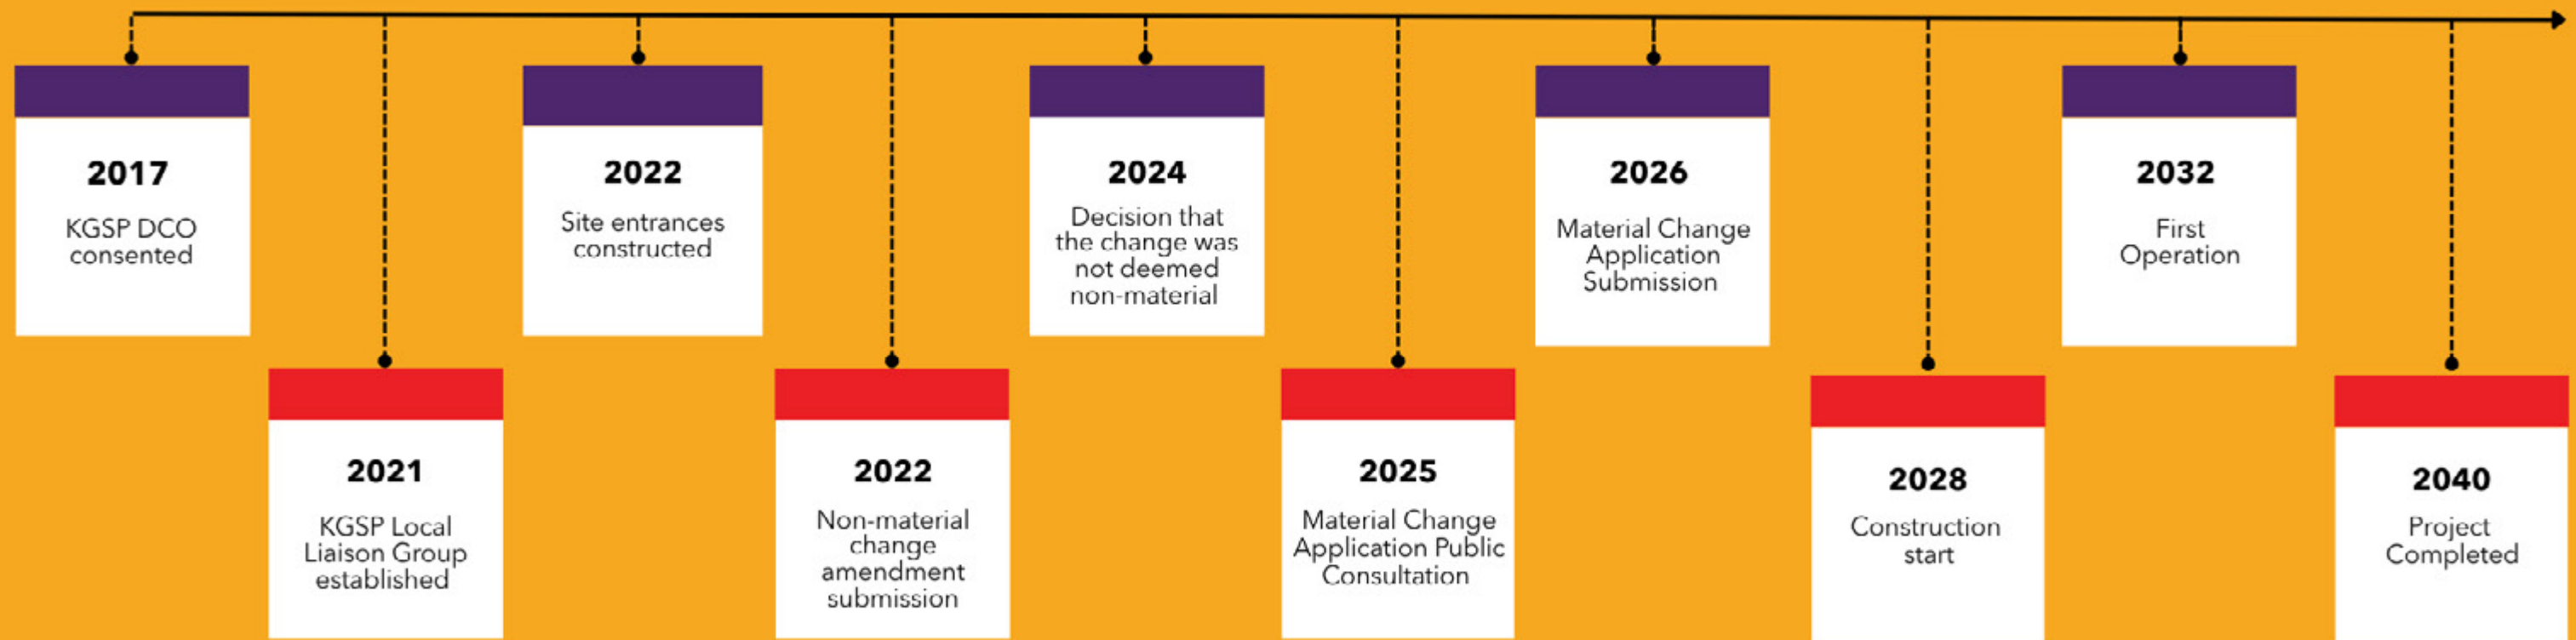 2017
KGSP DCO
consented
2021
KGSP Local
Liaison Group
established
2022
Site entrances
constructed
2022
Non-material
change
amendment
submission
2024
Decision that
the change was
not deemed
non-material
2025
Material Change
Application Public
Consultation
2026
Material Change
Application
Submission
2028
Construction
start
2032
First
Operation
2040
Project
Completed